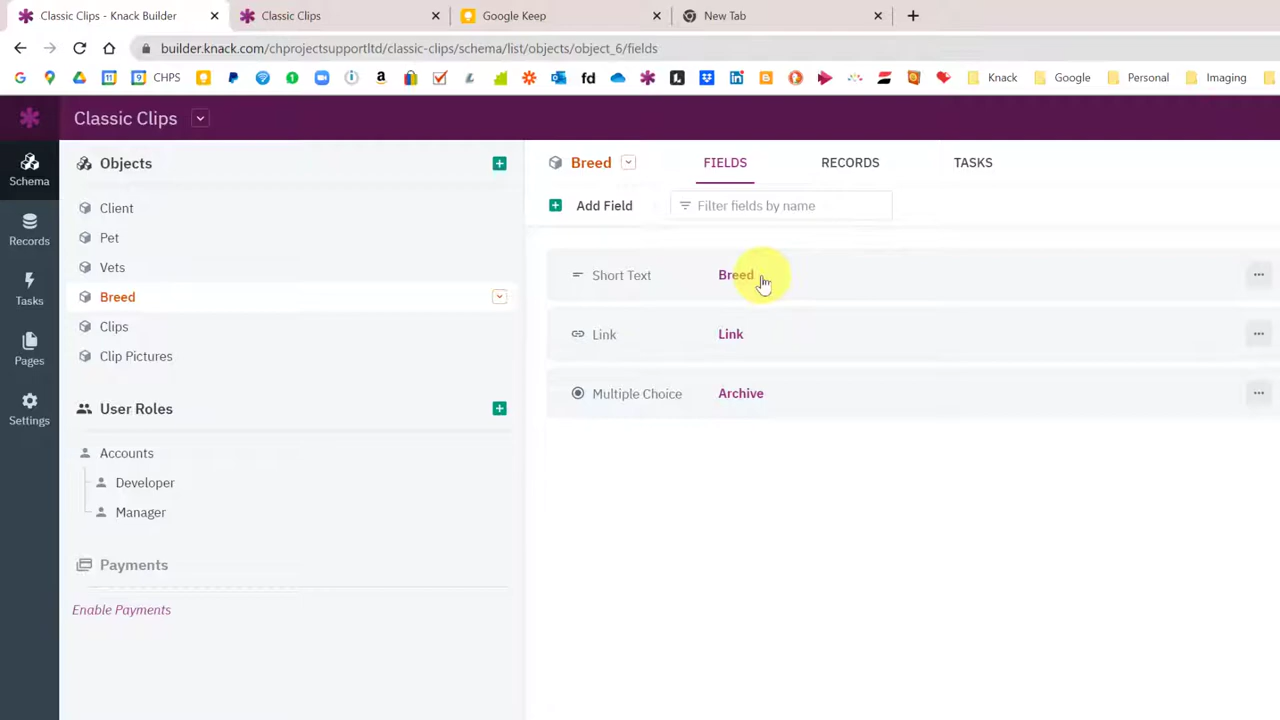 Classic Clips - Knack Builder
Classic Clips
Google Keep
New Tab
builder.knack.com/chprojectsupportltd/classic-clips/schema/list/objects/object_6/fields
CHPS
Knack
Google
Personal
Imaging
Classic Clips
Schema
Records
Tasks
Pages
Settings
Objects
Client
Pet
Vets
Breed
Clips
Clip Pictures
User Roles
Accounts
Developer
Manager
Payments
Enable Payments
Breed
FIELDS
RECORDS
TASKS
Add Field
Filter fields by name
Short Text Breed
Link Link
Multiple Choice Archive